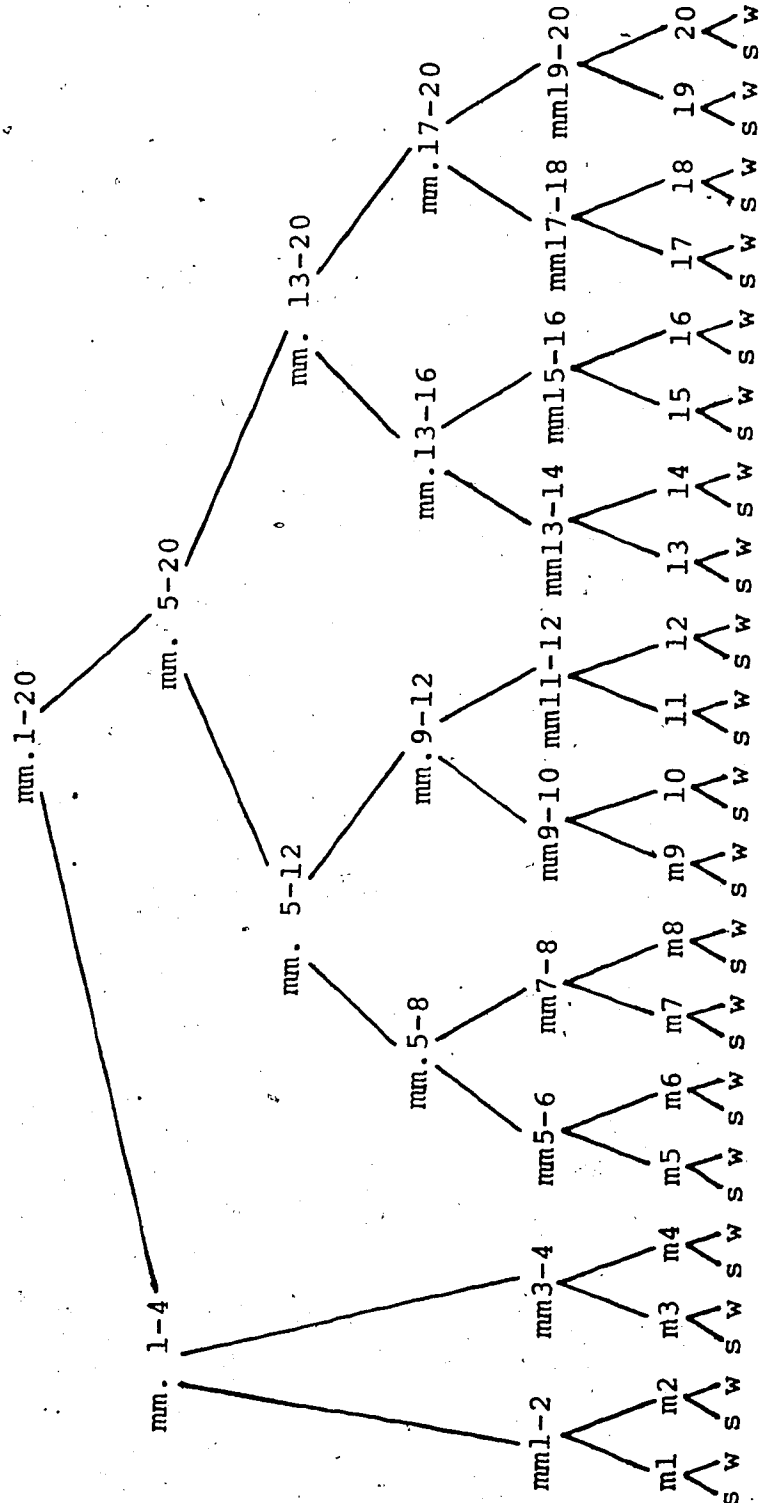 mm.1-20
mm. 1-4 mm. 5-20
mm. 5-12 mm. 13-20
mm.5-8 mm.9-12 mm.13-16 mm.17-20
mm1-2 mm3-4 mm5-6 mm7-8 mm9-10 mm11-12 mm13-14 mm15-16 mm17-18 mm19-20
m1 m2 m3 m4 m5 m6 m7 m8 m9 10 11 12 13 14 15 16 17 18 19 20
s w s w s w s w s w s w s w s w s w s w s w s w s w s w s w s w s w s w s w s w